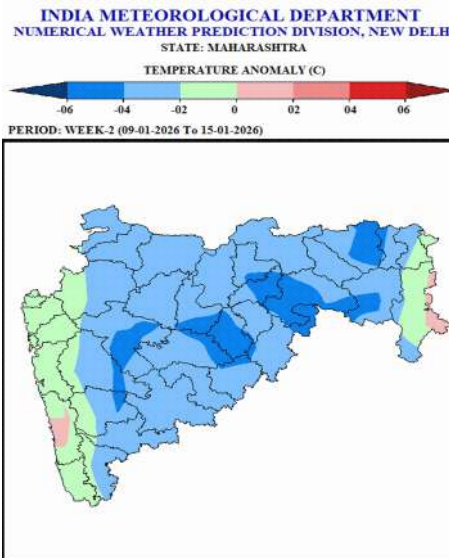 INDIA METEOROLOGICAL DEPARTMENT
NUMERICAL WEATHER PREDICTION DIVISION, NEW DELH
STATE: MAHARASHTRA
TEMPERATURE ANOMALY (C)
-06 -04 -02 0 02 04 06
PERIOD: WEEK-2 (09-01-2026 To 15-01-2026)